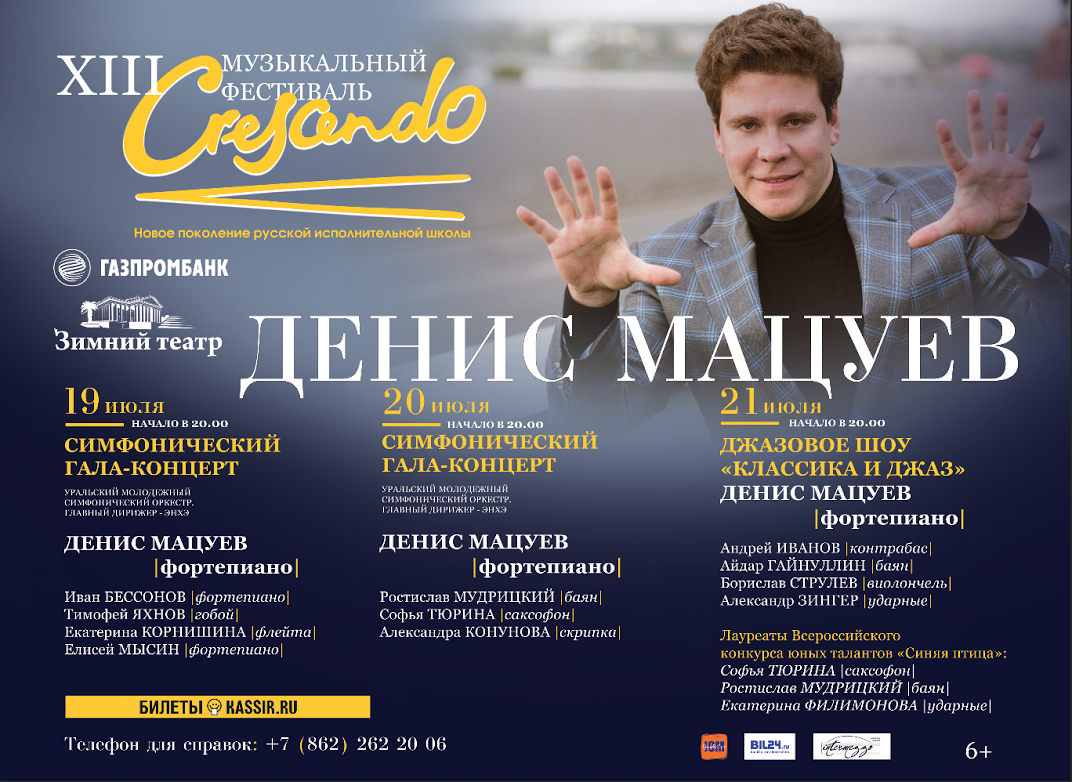 XIII
МУЗЫКАЛЬНЫЙ
ФЕСТИВАЛЬ
Crescendo
Новое поколение русской исполнительной школы
ГАЗПРОМБАНК
Зимний театр
ДЕНИС МАЦУЕВ
19 ИЮЛЯ
НАЧАЛО В 20.00
СИМФОНИЧЕСКИЙ
ГАЛА-КОНЦЕРТ
УРАЛЬСКИЙ МОЛОДЕЖНЫЙ
СИМФОНИЧЕСКИЙ ОРКЕСТР.
ГЛАВНЫЙ ДИРИЖЕР - ЭНХЭ
ДЕНИС МАЦУЕВ
|фортепиано|
Иван БЕССОНОВ |фортепиано|
Тимофей ЯХНОВ |гобой|
Екатерина КОРНИШИНА |флейта|
Елисей МЫСИН |фортепиано|
20 ИЮЛЯ
НАЧАЛО В 20.00
СИМФОНИЧЕСКИЙ
ГАЛА-КОНЦЕРТ
УРАЛЬСКИЙ МОЛОДЕЖНЫЙ
СИМФОНИЧЕСКИЙ ОРКЕСТР.
ГЛАВНЫЙ ДИРИЖЕР - ЭНХЭ
ДЕНИС МАЦУЕВ
|фортепиано|
Ростислав МУДРИЦКИЙ |баян|
Софья ТЮРИНА |саксофон|
Александра КОНУНОВА |скрипка|
21 ИЮЛЯ
НАЧАЛО В 20.00
ДЖАЗОВОЕ ШОУ
«КЛАССИКА И ДЖАЗ»
ДЕНИС МАЦУЕВ
|фортепиано|
Андрей ИВАНОВ |контрабас|
Айдар ГАЙНУЛЛИН |баян|
Борислав СТРУЛЕВ |виолончель|
Александр ЗИНГЕР |ударные|
Лауреаты Всероссийского
конкурса юных талантов «Синяя птица»:
Софья ТЮРИНА |саксофон|
Ростислав МУДРИЦКИЙ |баян|
Екатерина ФИЛИМОНОВА |ударные|
БИЛЕТЫ KASSIR.RU
Телефон для справок: +7 (862) 262 20 06
BIL24.ru
intermezzo
6+